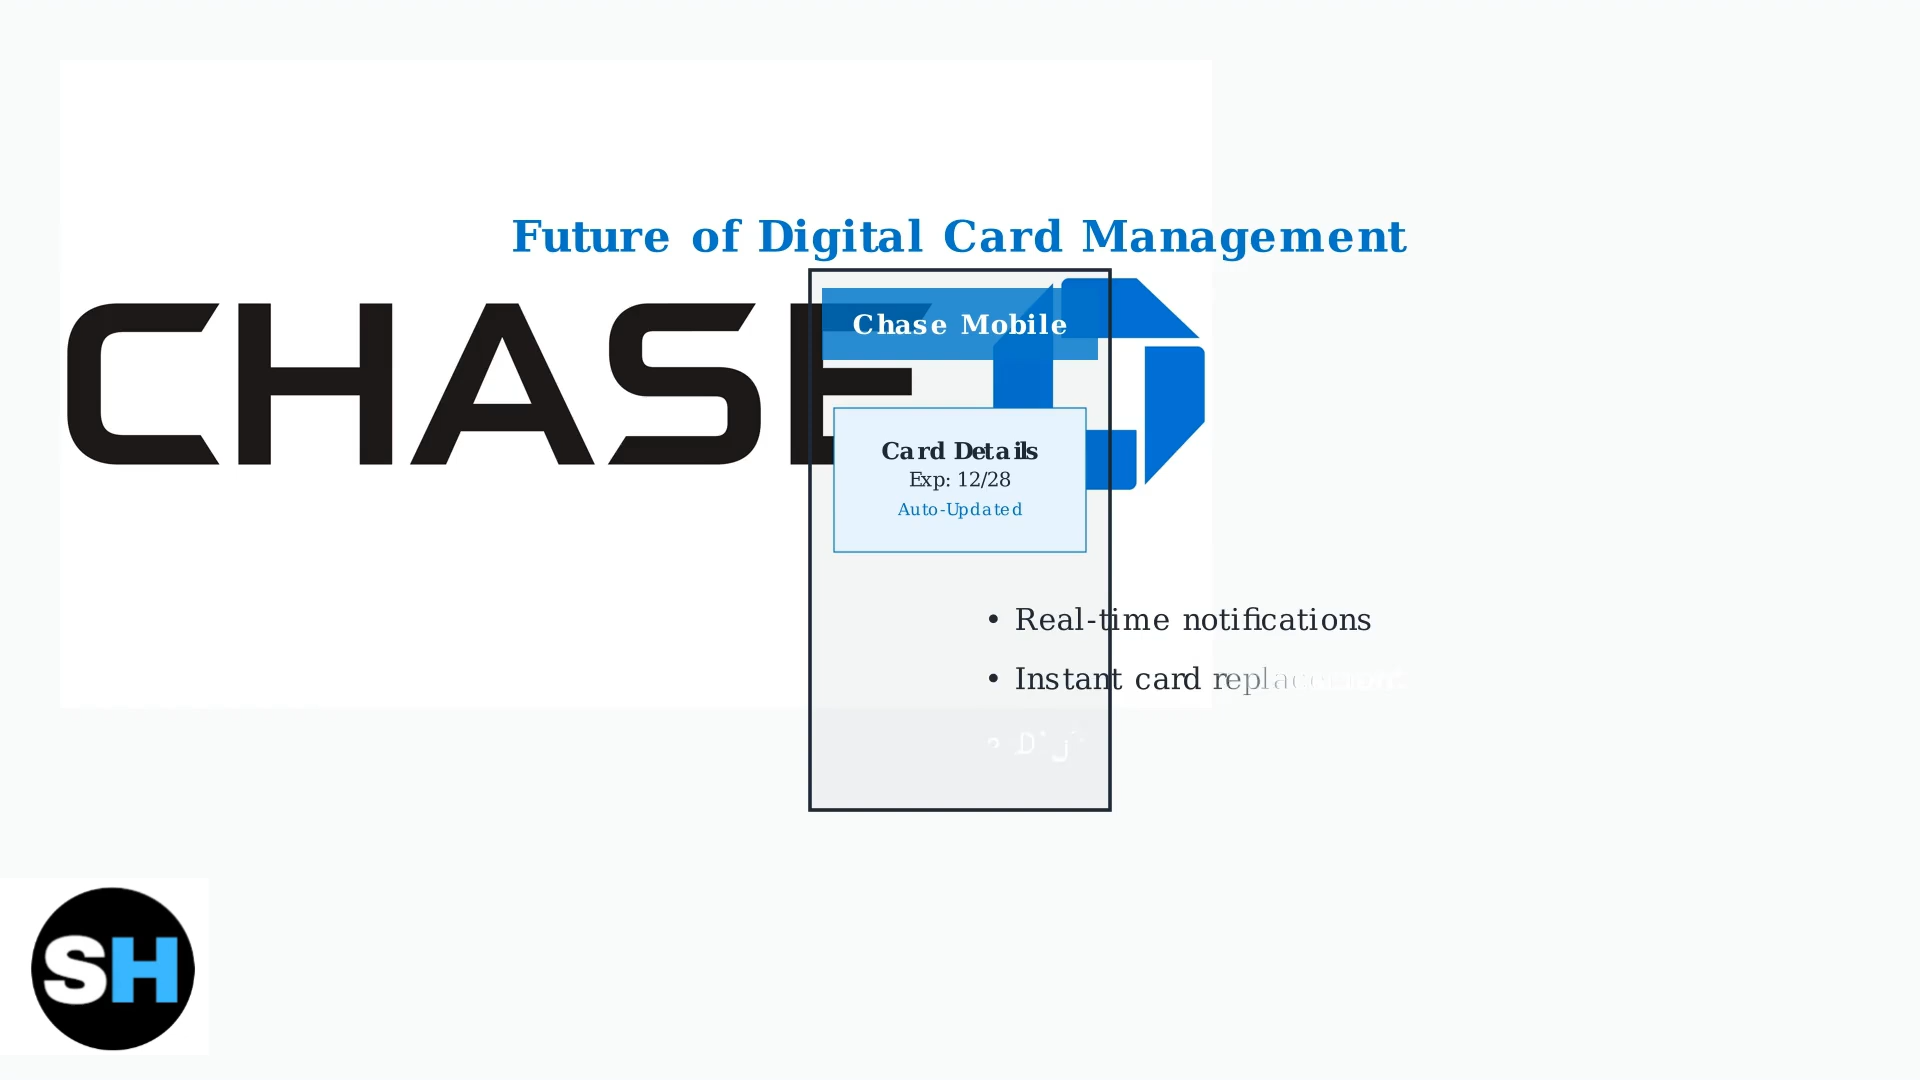 Future of Digital Card Management
CHASE
Chase Mobile
Card Details
Exp: 12/28
Auto-Updated
• Real-time notifications
• Instant card
SH